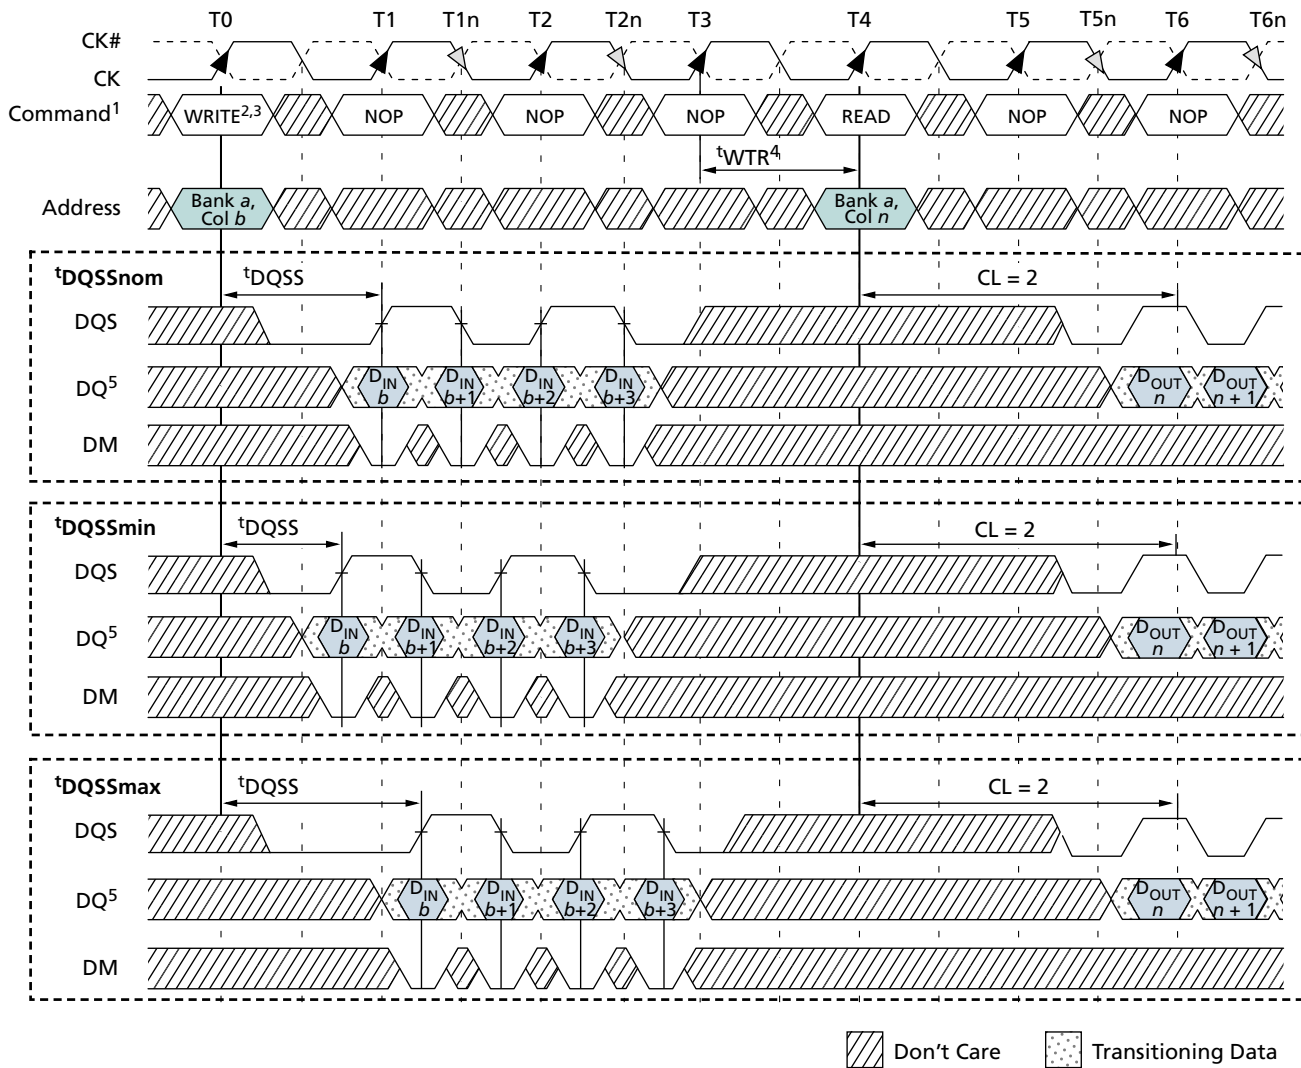 T0 T1 T1n T2 T2n T3 T4 T5 T5n T6 T6n
CK#
CK
Command1 WRITE2,3 NOP NOP NOP READ NOP NOP
tWTR4
Address Bank a, Col b Bank a, Col n
tDQSSnom tDQSS CL = 2
DQS
DQ5 DIN b DIN b+1 DIN b+2 DIN b+3 DOUT n DOUT n + 1
DM
tDQSSmin tDQSS CL = 2
DQS
DQ5 DIN b DIN b+1 DIN b+2 DIN b+3 DOUT n DOUT n + 1
DM
tDQSSmax tDQSS CL = 2
DQS
DQ5 DIN b DIN b+1 DIN b+2 DIN b+3 DOUT n DOUT n + 1
DM
Don't Care Transitioning Data